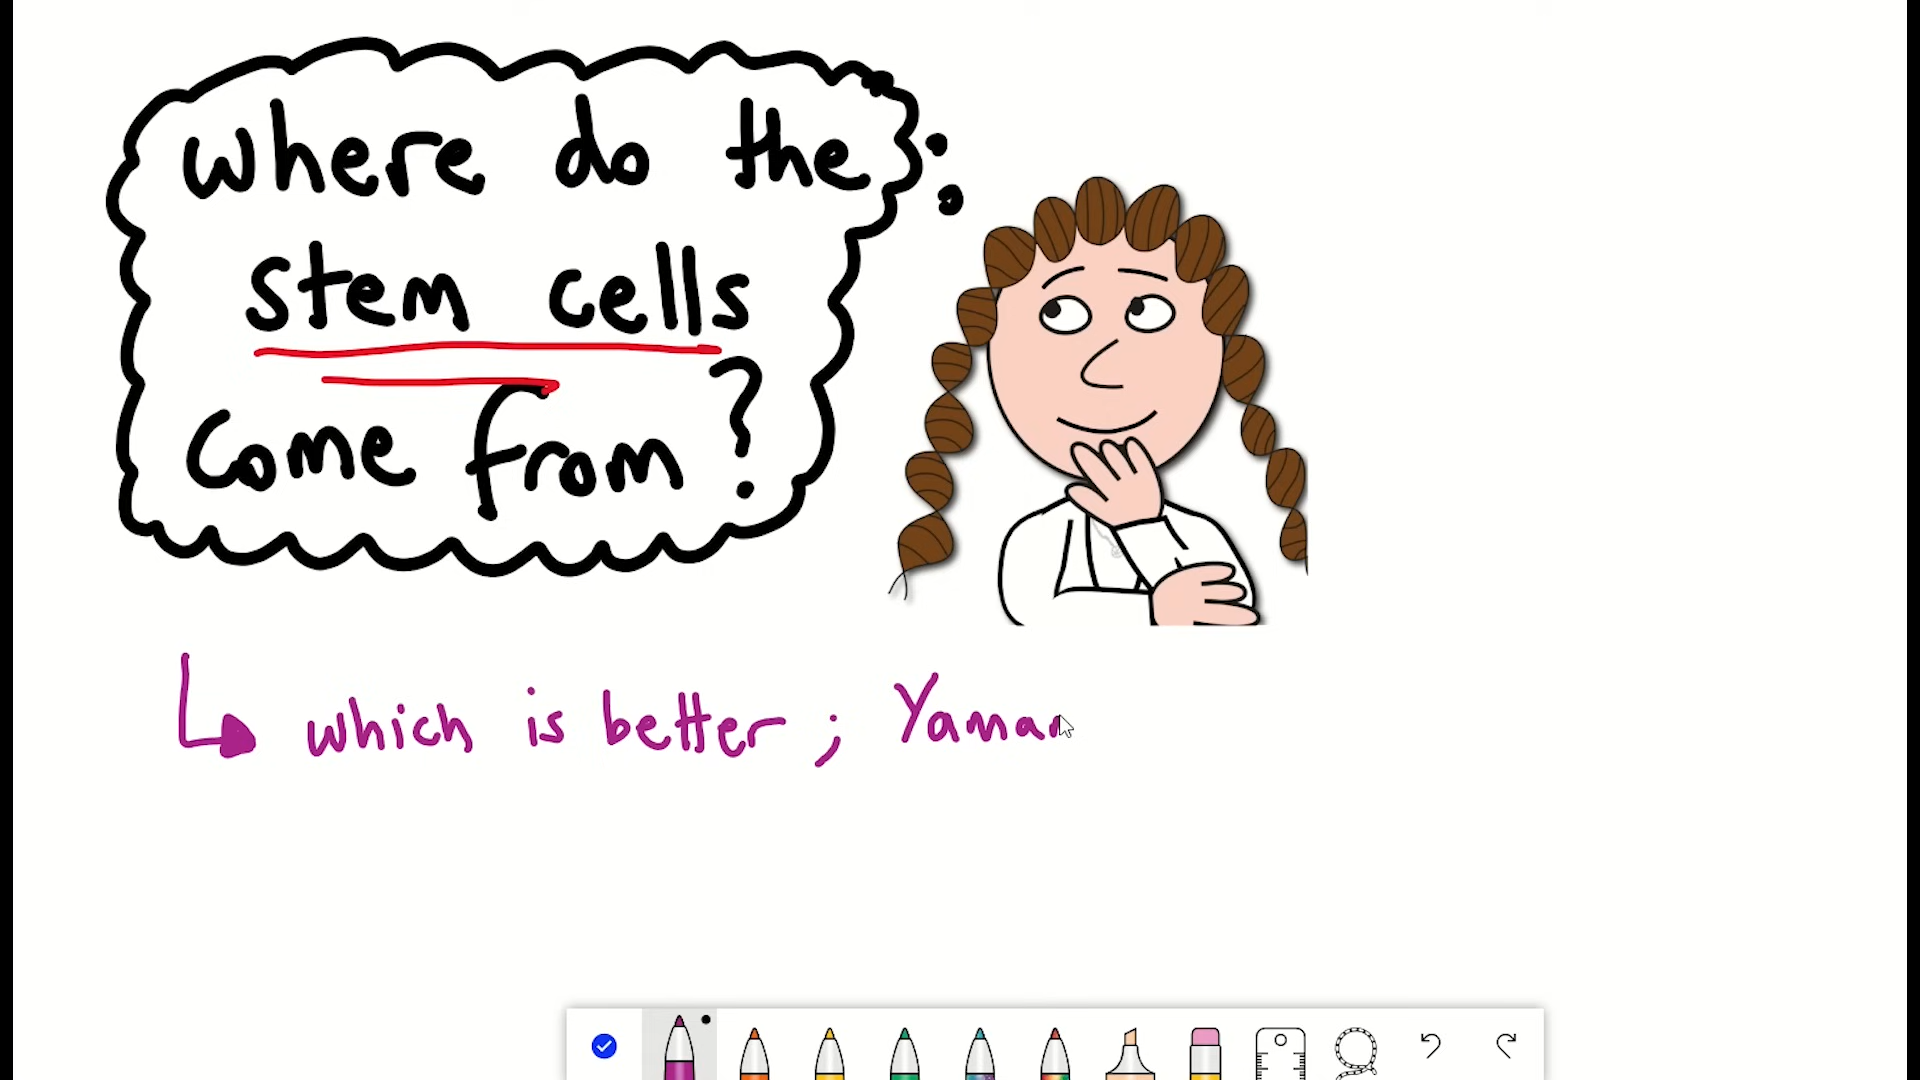 where do the
stem cells
come from?
which is better; Yaman